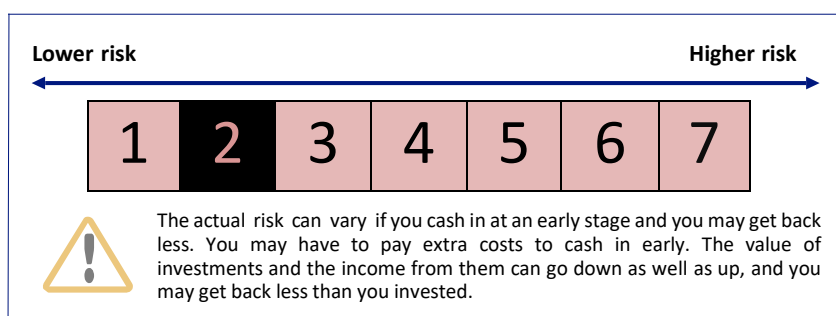 Lower risk Higher risk
1 2 3 4 5 6 7
The actual risk can vary if you cash in at an early stage and you may get back
less. You may have to pay extra costs to cash in early. The value of
investments and the income from them can go down as well as up, and you
may get back less than you invested.